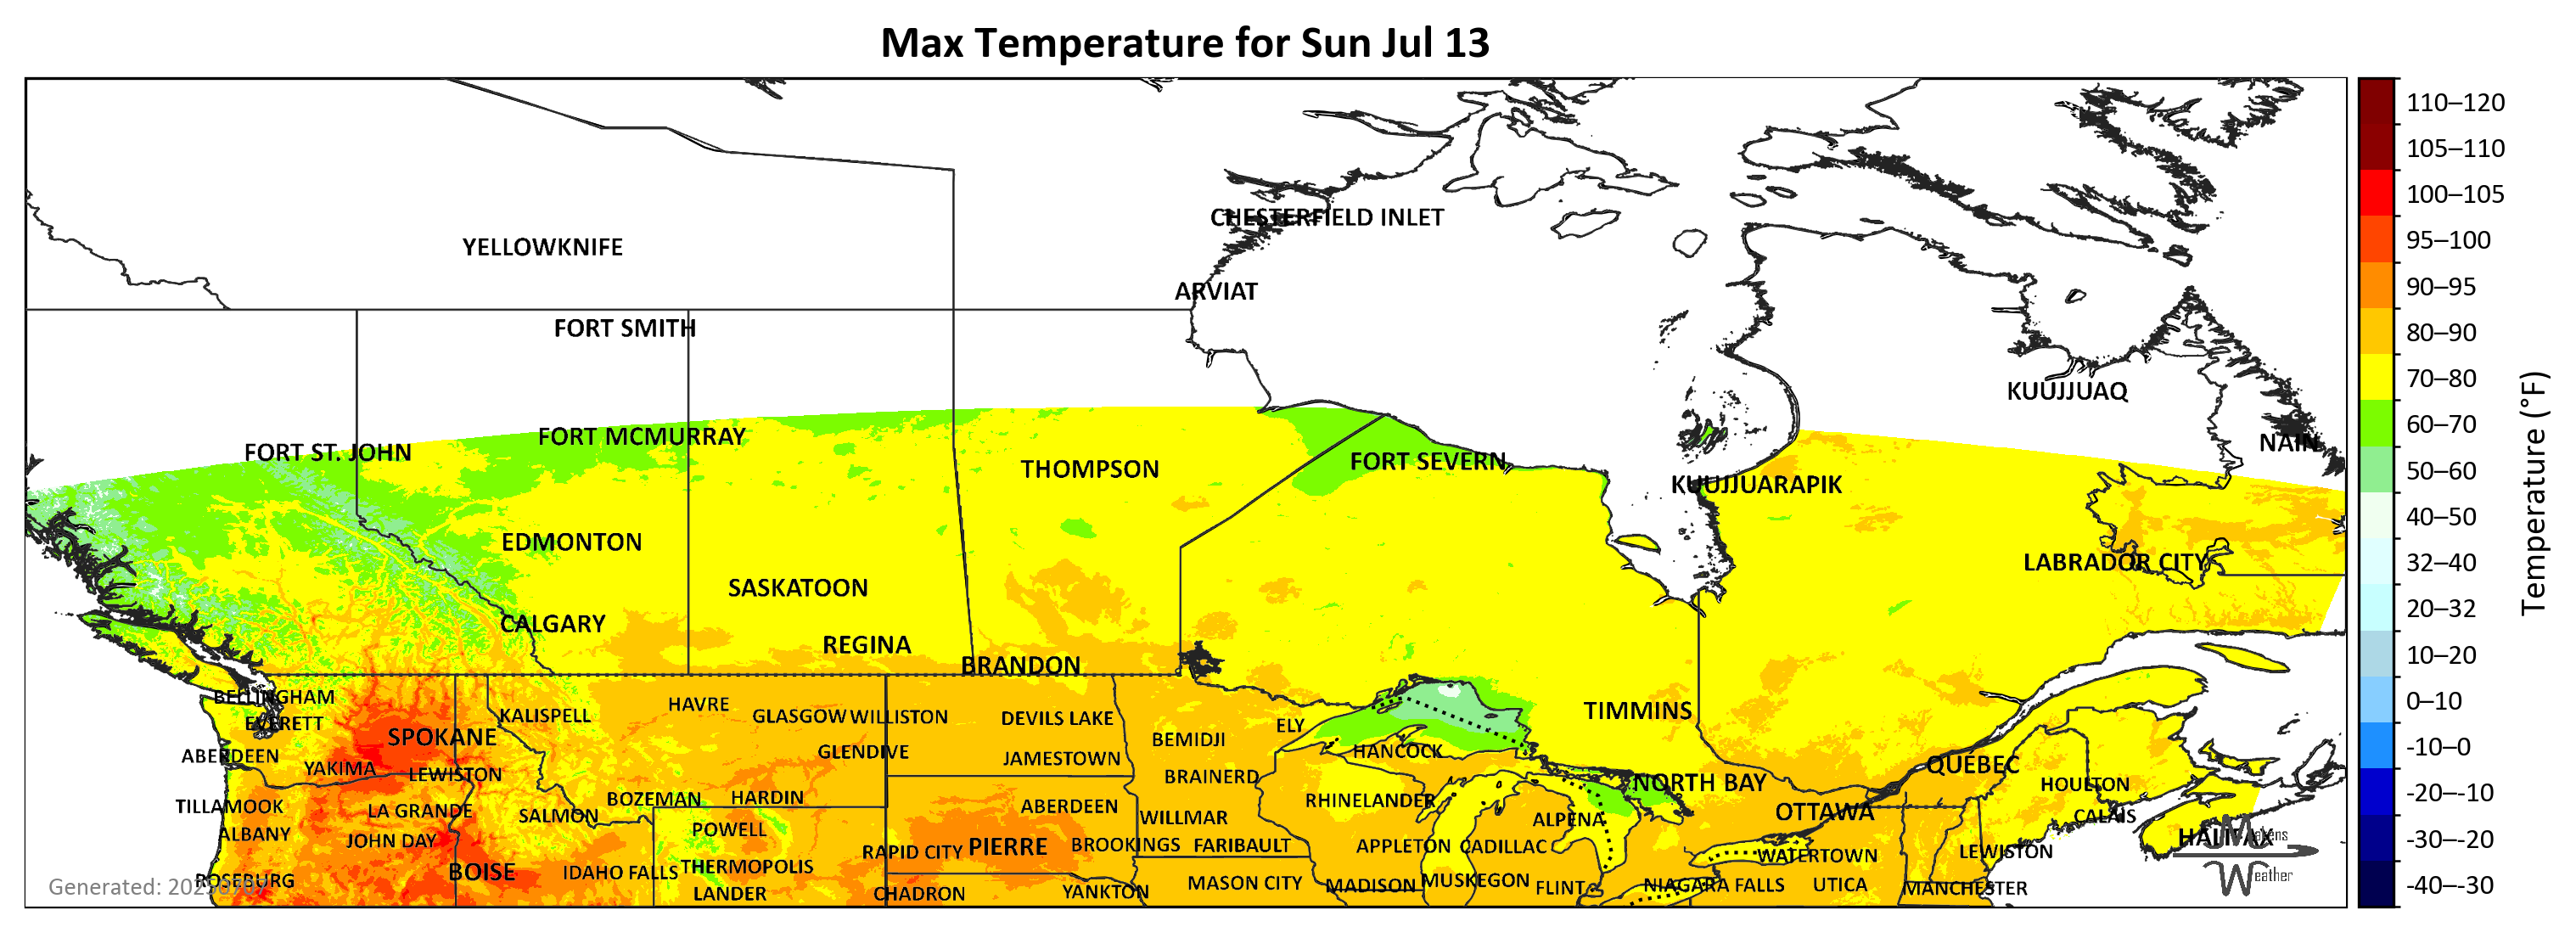 Max Temperature for Sun Jul 13
CHESTERFIELD INLET
YELLOWKNIFE
ARVIAT
FORT SMITH
KUUJJUAQ
FORT MCMURRAY
NAIN
FORT ST. JOHN
FORT SEVERN
THOMPSON
KUUJJUARAPIK
EDMONTON
LABRADOR CITY
SASKATOON
CALGARY
REGINA
BRANDON
BELLINGHAM
HAVRE
KALISPELL
GLASGOW
WILLISTON
DEVILS LAKE
TIMMINS
EVERETT
ELY
SPOKANE
BEMIDJI
HANCOCK
GLENDIVE
ABERDEEN
JAMESTOWN
QUÉBEC
YAKIMA
LEWISTON
BRAINERD
NORTH BAY
HOULTON
BOZEMAN
HARDIN
RHINELANDER
TILLAMOOK
LA GRANDE
SALMON
ABERDEEN
WILLMAR
ALPENA
OTTAWA
CALAIS
ALBANY
JOHN DAY
POWELL
HALIFAX
RAPID CITY
PIERRE
BROOKINGS
FARIBAULT
APPLETON
CADILLAC
WATERTOWN
LEWISTON
BOISE
IDAHO FALLS
THERMOPOLIS
ROSEBURG
MASON CITY
MADISON
MUSKEGON
FLINT
NIAGARA FALLS
UTICA
MANCHESTER
LANDER
CHADRON
YANKTON
Weather
110–120
105–110
100–105
95–100
90–95
80–90
70–80
60–70
50–60
40–50
32–40
20–32
10–20
0–10
-10–0
-20–-10
-30–-20
-40–-30
Temperature (°F)
Generated: